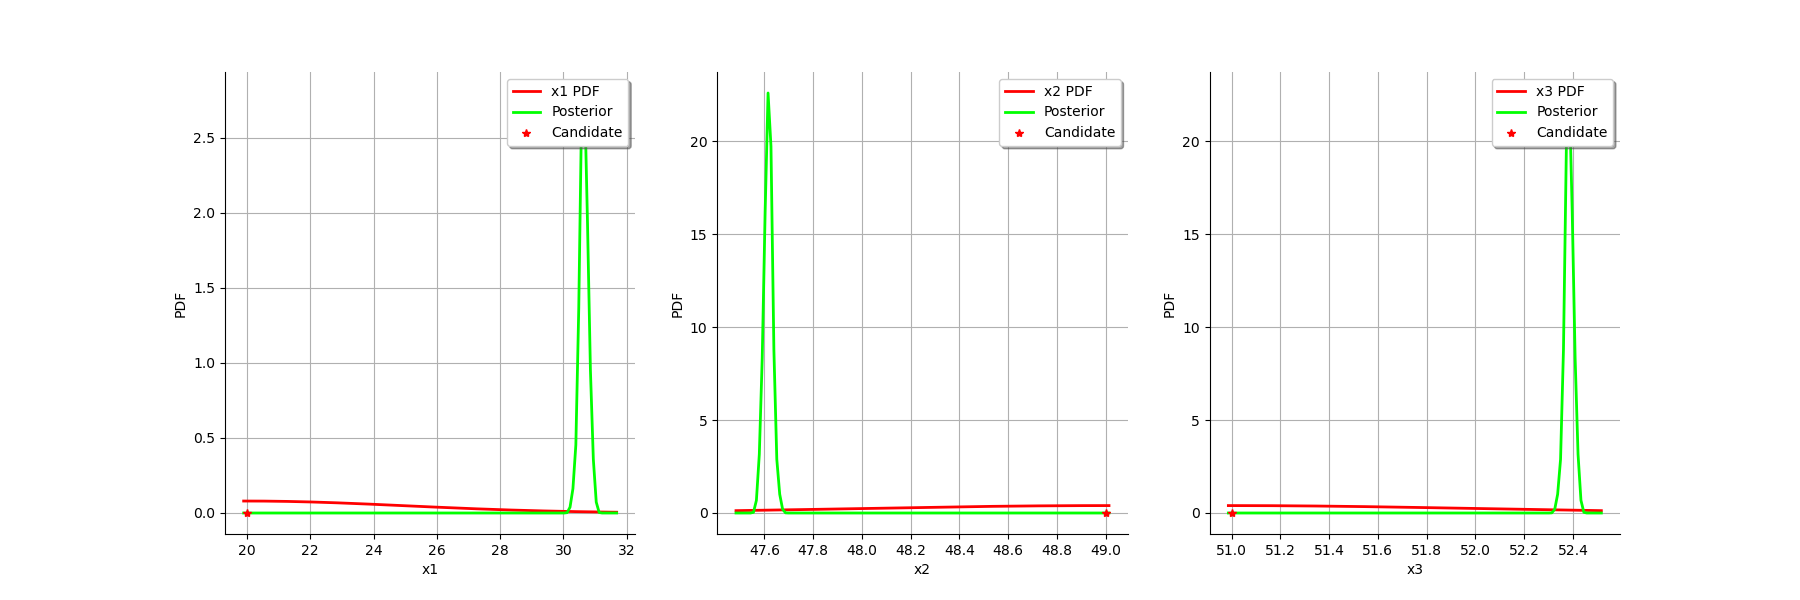 x1 PDF
Posterior
Candidate
PDF
2.5
2.0
1.5
1.0
0.5
0.0
20 22 24 26 28 30 32
x1
x2 PDF
Posterior
Candidate
PDF
20
15
10
5
0
47.6 47.8 48.0 48.2 48.4 48.6 48.8 49.0
x2
x3 PDF
Posterior
Candidate
PDF
20
15
10
5
0
51.0 51.2 51.4 51.6 51.8 52.0 52.2 52.4
x3